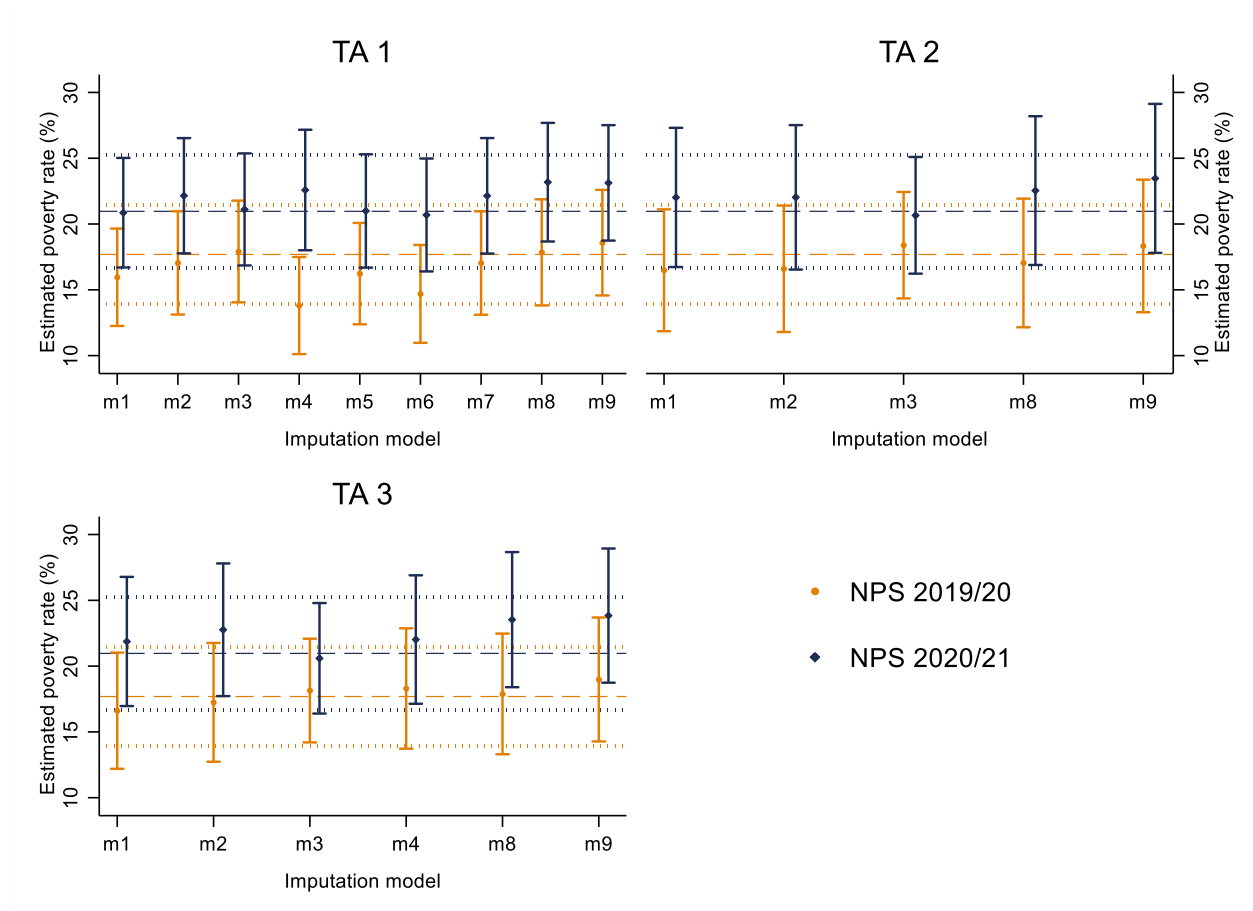 TA 1
Estimated poverty rate (%)
30
25
20
15
10
m1 m2 m3 m4 m5 m6 m7 m8 m9
Imputation model
TA 2
Estimated poverty rate (%)
30
25
20
15
10
m1 m2 m3 m8 m9
Imputation model
TA 3
Estimated poverty rate (%)
30
25
20
15
10
m1 m2 m3 m4 m8 m9
Imputation model
NPS 2019/20
NPS 2020/21